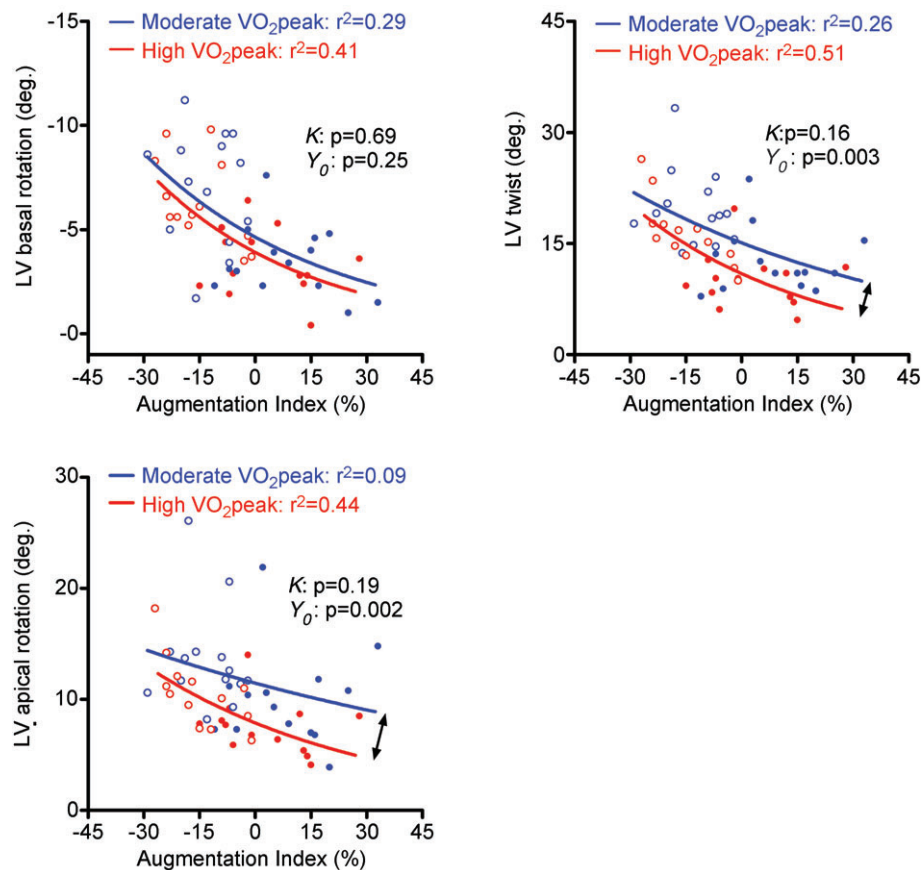 Moderate VO₂peak: r²=0.29
High VO₂peak: r²=0.41
K: p=0.69
Y₀: p=0.25
LV basal rotation (deg.)
-15
-10
-5
-0
-45 -30 -15 0 15 30 45
Augmentation Index (%)
Moderate VO₂peak: r²=0.26
High VO₂peak: r²=0.51
K:p=0.16
Y₀: p=0.003
LV twist (deg.)
45
30
15
0
-45 -30 -15 0 15 30 45
Augmentation Index (%)
Moderate VO₂peak: r²=0.09
High VO₂peak: r²=0.44
K: p=0.19
Y₀: p=0.002
LV apical rotation (deg.)
30
20
10
0
-45 -30 -15 0 15 30 45
Augmentation Index (%)